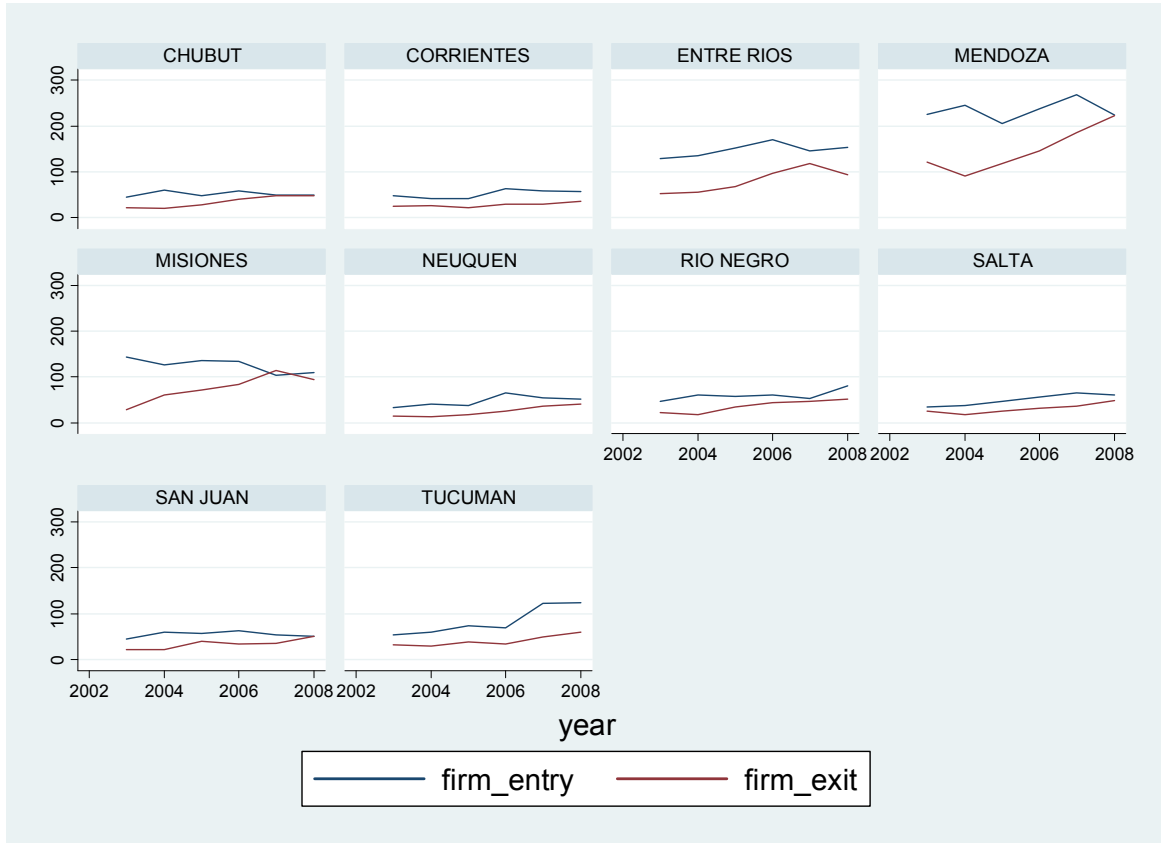 CHUBUT CORRIENTES ENTRE RIOS MENDOZA
300
200
100
0
MISIONES NEUQUEN RIO NEGRO SALTA
300
200
100
0
2002 2004 2006 2008 2002 2004 2006 2008
SAN JUAN TUCUMAN
300
200
100
0
2002 2004 2006 2008 2002 2004 2006 2008
year
firm_entry firm_exit